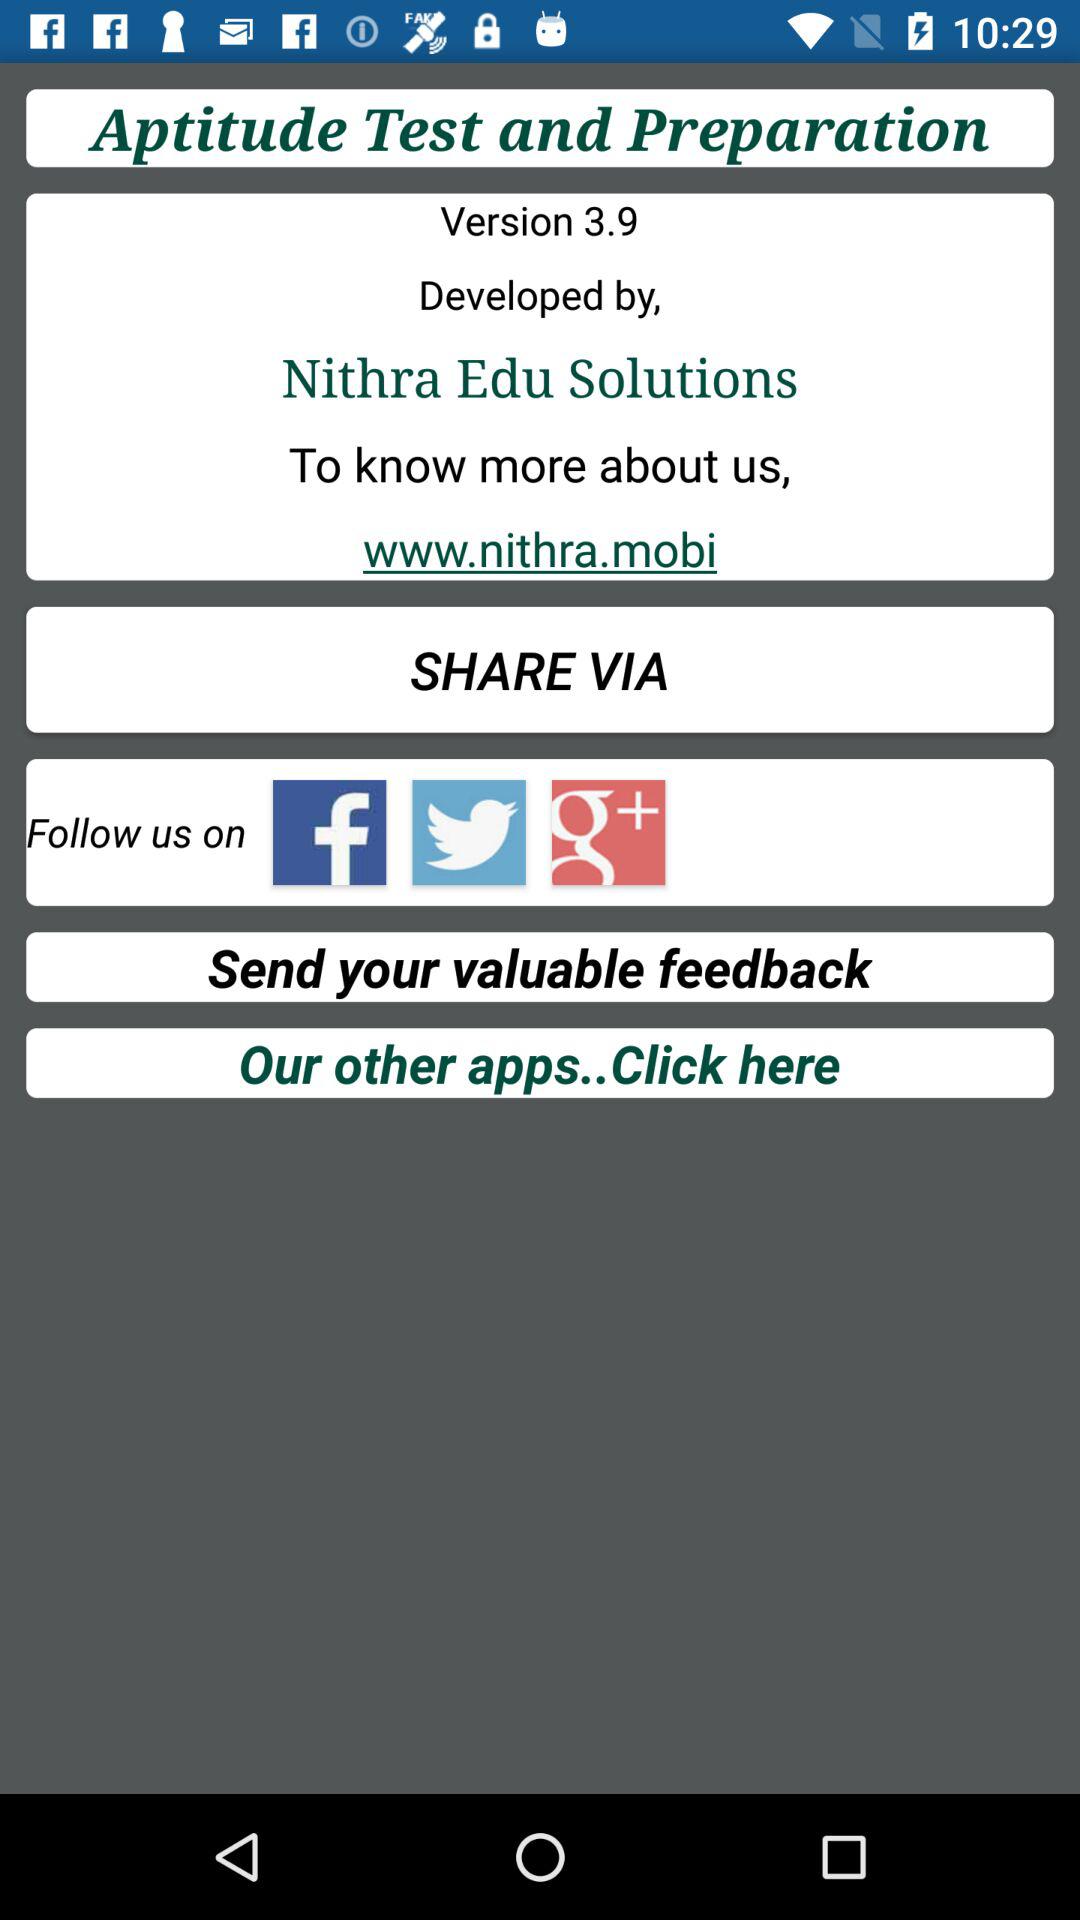 FAKE
10:29
Aptitude Test and Preparation
Version 3.9
Developed by,
Nithra Edu Solutions
To know more about us,
www.nithra.mobi
SHARE VIA
Follow us on
Send your valuable feedback
Our other apps..Click here